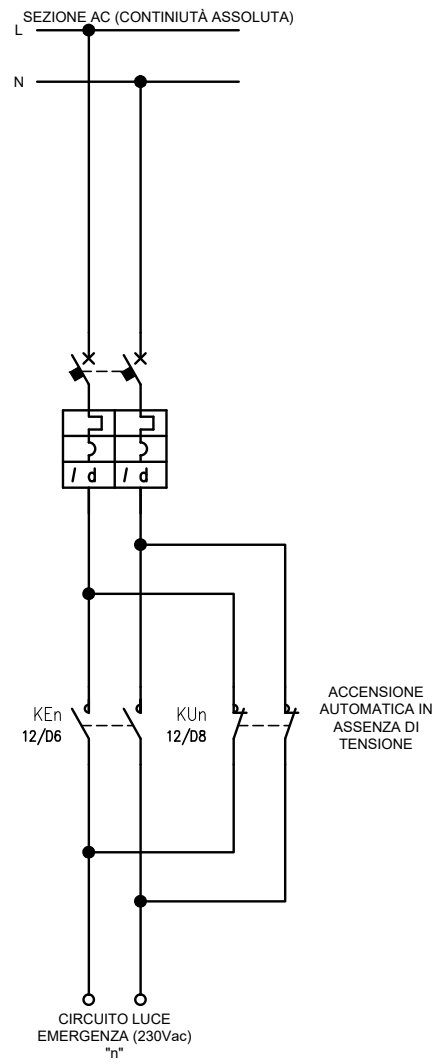 SEZIONE AC (CONTINIUTÀ ASSOLUTA)
L
N
I d
I d
KEn
12/D6
KUn
12/D8
ACCENSIONE
AUTOMATICA IN
ASSENZA DI
TENSIONE
CIRCUITO LUCE
EMERGENZA (230Vac)
"n"